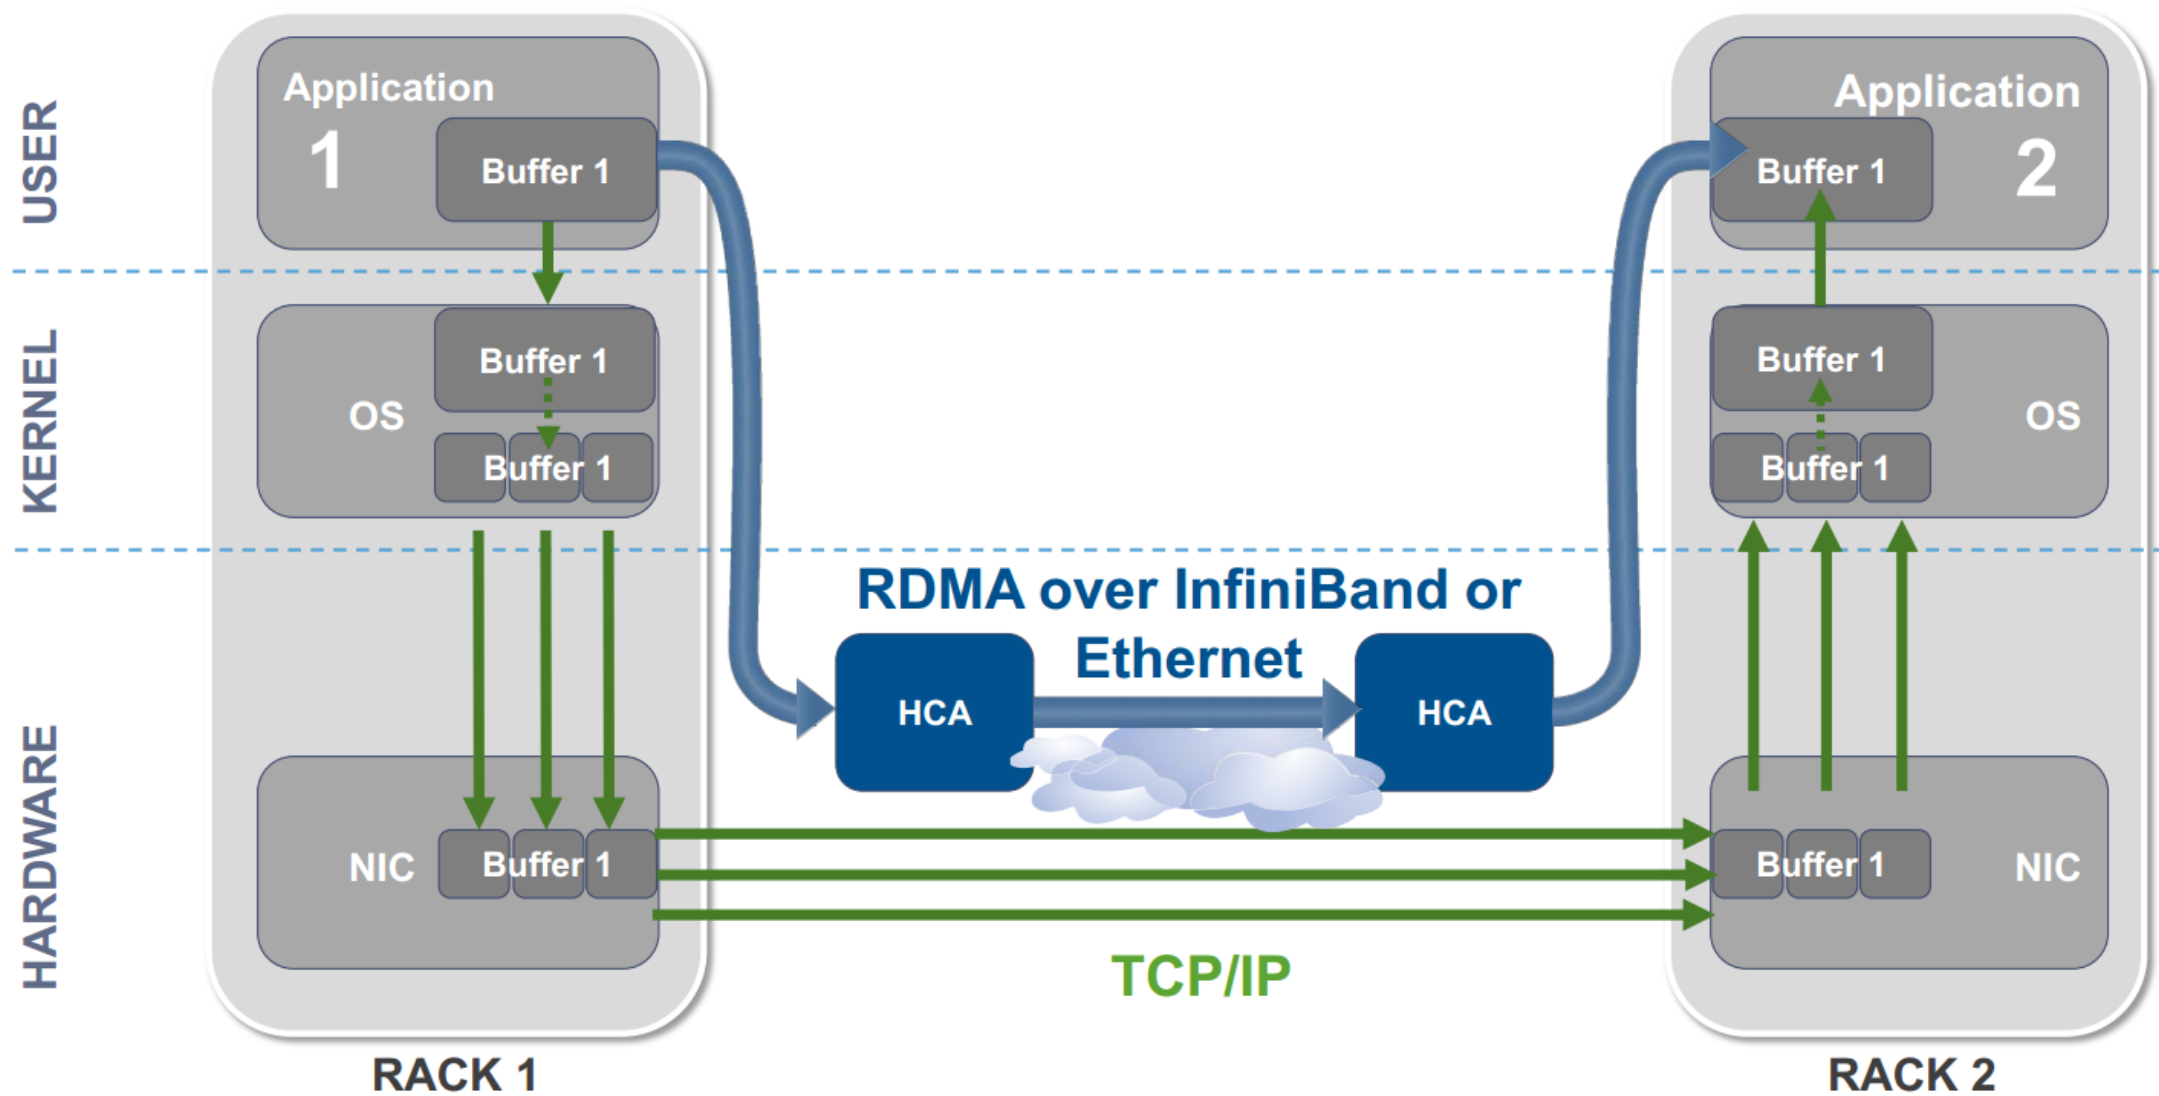 USER
KERNEL
HARDWARE
Application
1
Buffer 1
OS
Buffer 1
Buffer 1
NIC
Buffer 1
RACK 1
RDMA over InfiniBand or
Ethernet
HCA
HCA
TCP/IP
Application
2
Buffer 1
Buffer 1
OS
Buffer 1
Buffer 1
NIC
RACK 2